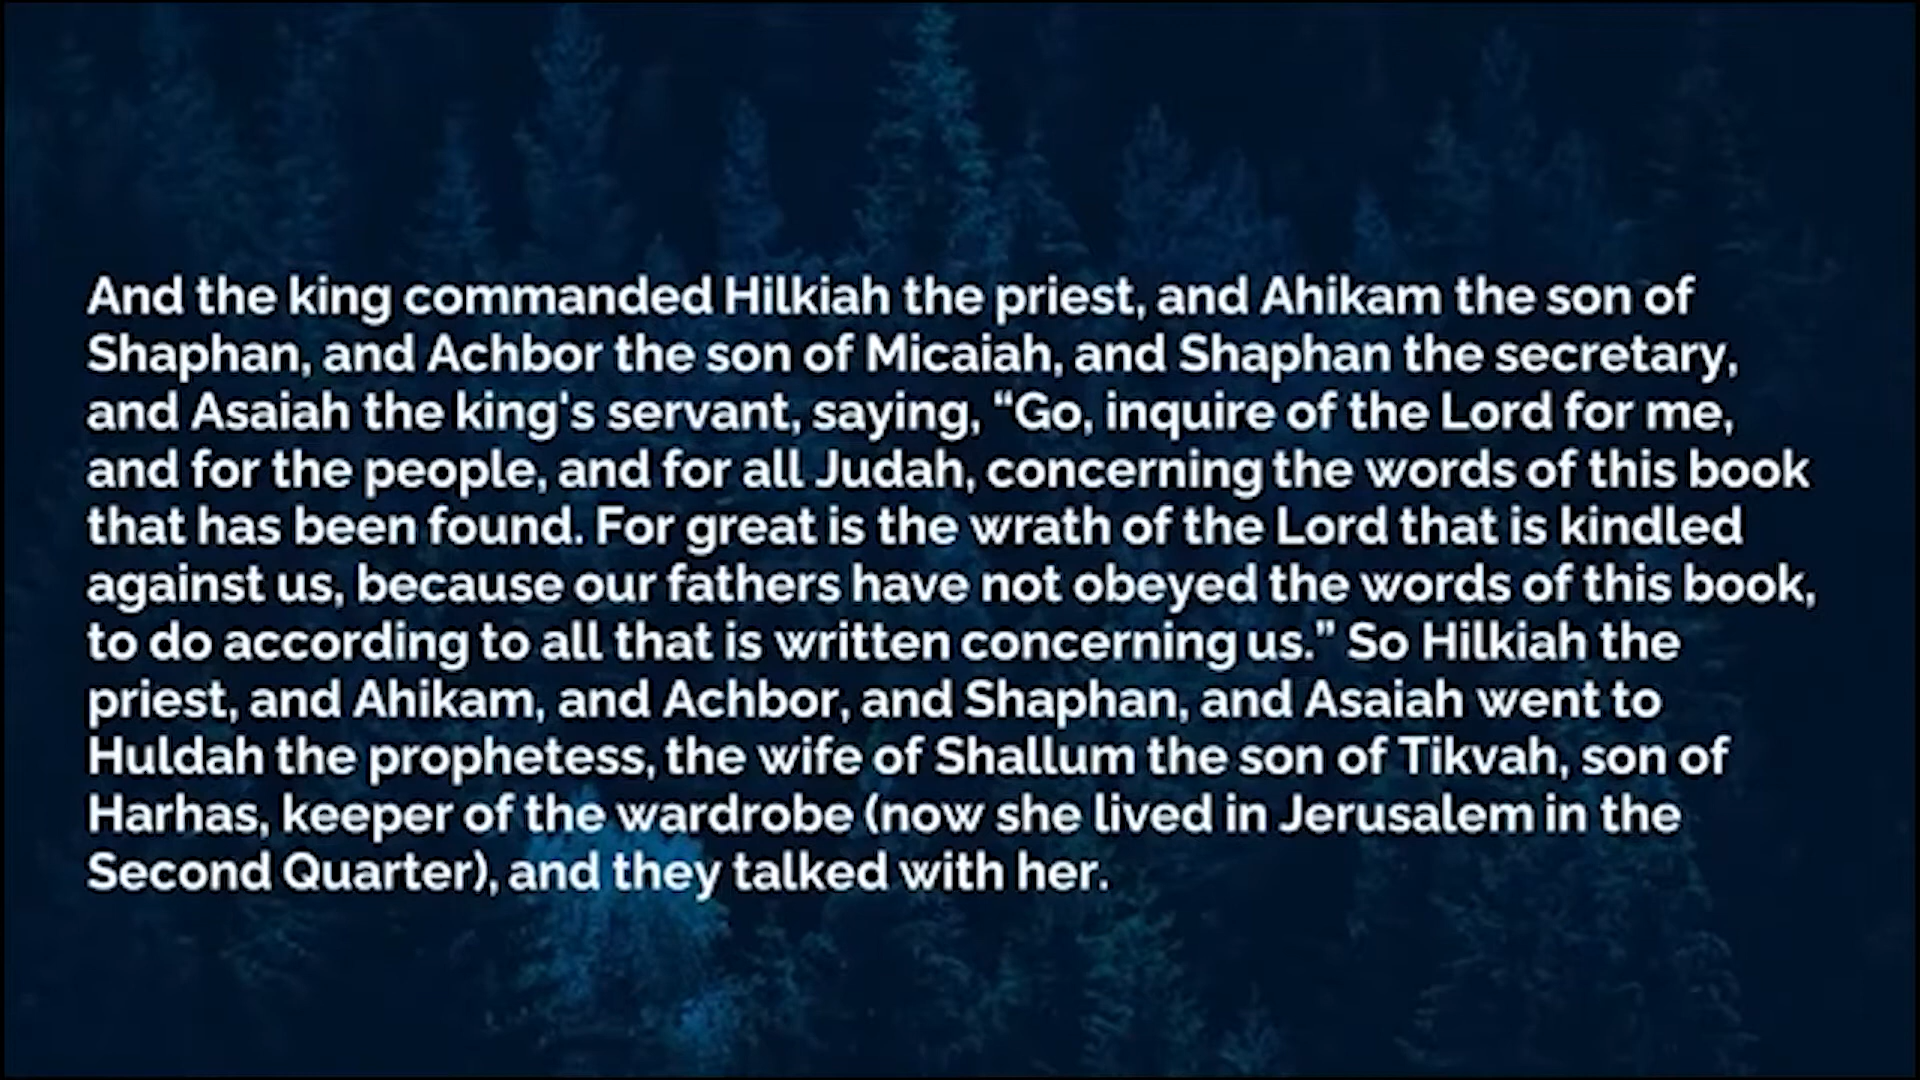 And the king commanded Hilkiah the priest, and Ahikam the son of
Shaphan, and Achbor the son of Micaiah, and Shaphan the secretary,
and Asaiah the king's servant, saying, “Go, inquire of the Lord for me,
and for the people, and for all Judah, concerning the words of this book
that has been found. For great is the wrath of the Lord that is kindled
against us, because our fathers have not obeyed the words of this book,
to do according to all that is written concerning us.” So Hilkiah the
priest, and Ahikam, and Achbor, and Shaphan, and Asaiah went to
Huldah the prophetess, the wife of Shallum the son of Tikvah, son of
Harhas, keeper of the wardrobe (now she lived in Jerusalem in the
Second Quarter), and they talked with her.